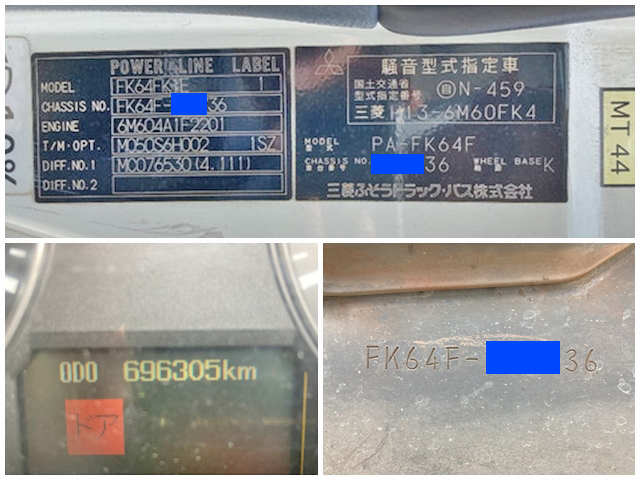 POWER LINE LABEL
MODEL FK64FK1E 1
CHASSIS NO. FK64F- 36
ENGINE 6M604A1F2201
T/M・OPT. M050S6H002 1SZ
DIFF.NO.1 MC076530(4.111)
DIFF.NO.2
騒音型式指定車
国土交通省
型式指定番号 自N-459
三菱 H13-6M60FK4
MODEL PA-FK64F
CHASSIS NO. 36 WHEEL BASE K
三菱ふそうトラック・バス株式会社
MT 44
ODO 696305km
ドア
FK64F- 36